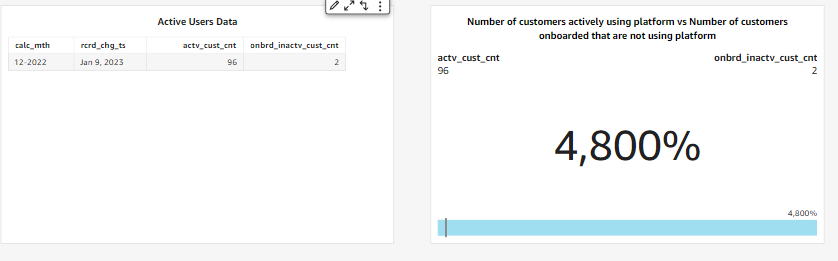 Active Users Data
calc_mth rcrd_chg_ts actv_cust_cnt onbrd_inactv_cust_cnt
12-2022 Jan 9, 2023 96 2
Number of customers actively using platform vs Number of customers
onboarded that are not using platform
actv_cust_cnt onbrd_inactv_cust_cnt
96 2
4,800%
4,800%